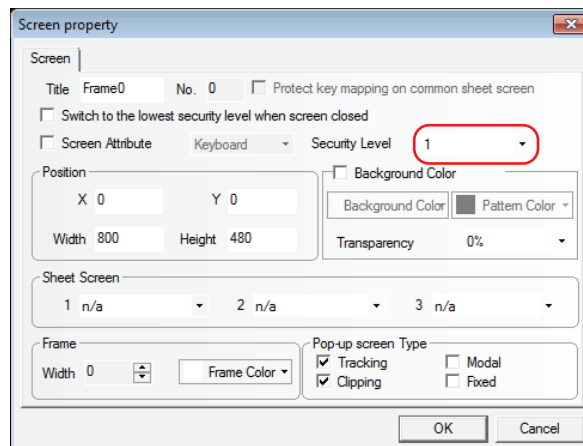 Screen property
Screen
Title Frame0 No. 0 Protect key mapping on common sheet screen
Switch to the lowest security level when screen closed
Screen Attribute Keyboard Security Level 1
Position Background Color
X 0 Y 0 Background Color Pattern Color
Width 800 Height 480 Transparency 0%
Sheet Screen
1 n/a 2 n/a 3 n/a
Frame Pop-up screen Type
Width 0 Frame Color Tracking Modal
Clipping Fixed
OK Cancel